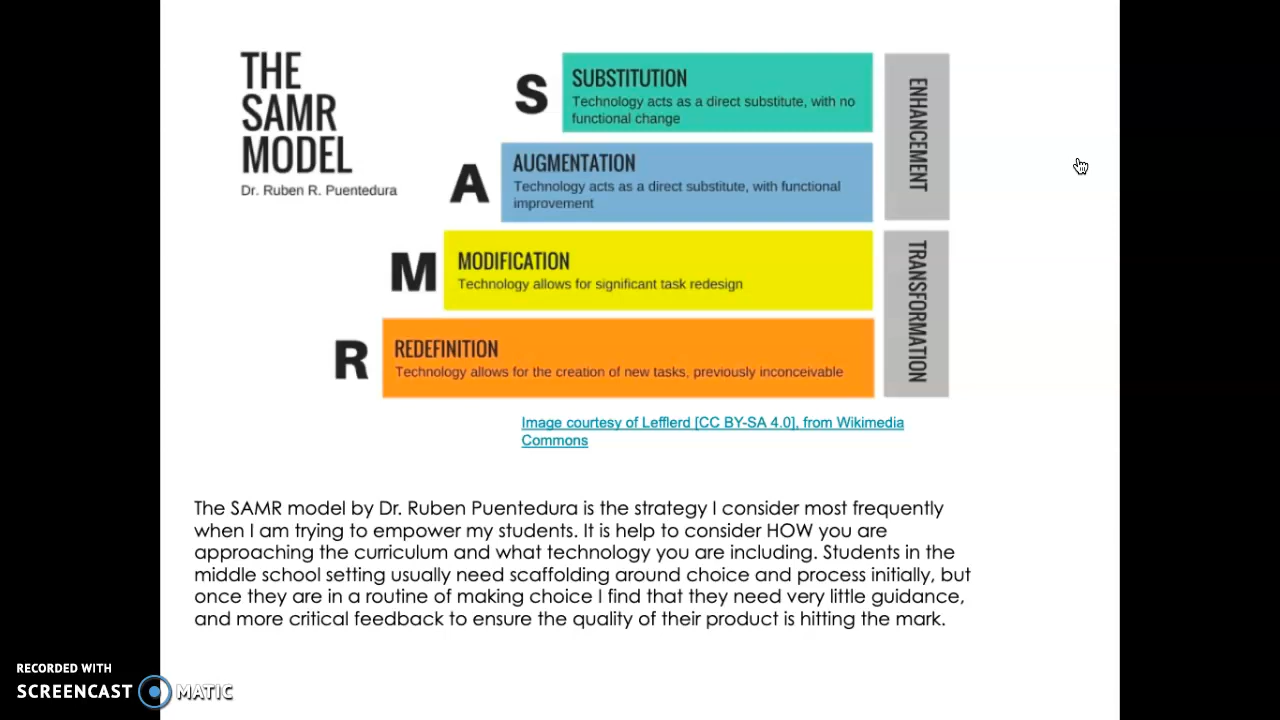 THE
SAMR
MODEL
Dr. Ruben R. Puentedura
S
SUBSTITUTION
Technology acts as a direct substitute, with no
functional change
A
AUGMENTATION
Technology acts as a direct substitute, with functional
improvement
ENHANCEMENT
M
MODIFICATION
Technology allows for significant task redesign
R
REDEFINITION
Technology allows for the creation of new tasks, previously inconceivable
TRANSFORMATION
Image courtesy of Lefflerd [CC BY-SA 4.0], from Wikimedia
Commons
The SAMR model by Dr. Ruben Puentedura is the strategy I consider most frequently
when I am trying to empower my students. It is help to consider HOW you are
approaching the curriculum and what technology you are including. Students in the
middle school setting usually need scaffolding around choice and process initially, but
once they are in a routine of making choice I find that they need very little guidance,
and more critical feedback to ensure the quality of their product is hitting the mark.
RECORDED WITH
SCREENCAST MATIC